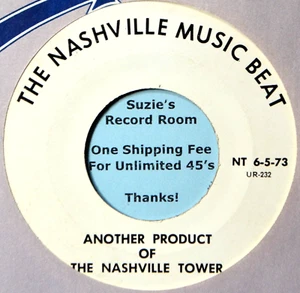 THE NASHVILLE MUSIC BEAT
Suzie's
Record Room
One Shipping Fee
For Unlimited 45's
Thanks!
NT 6-5-73
UR-232
ANOTHER PRODUCT
OF
THE NASHVILLE TOWER